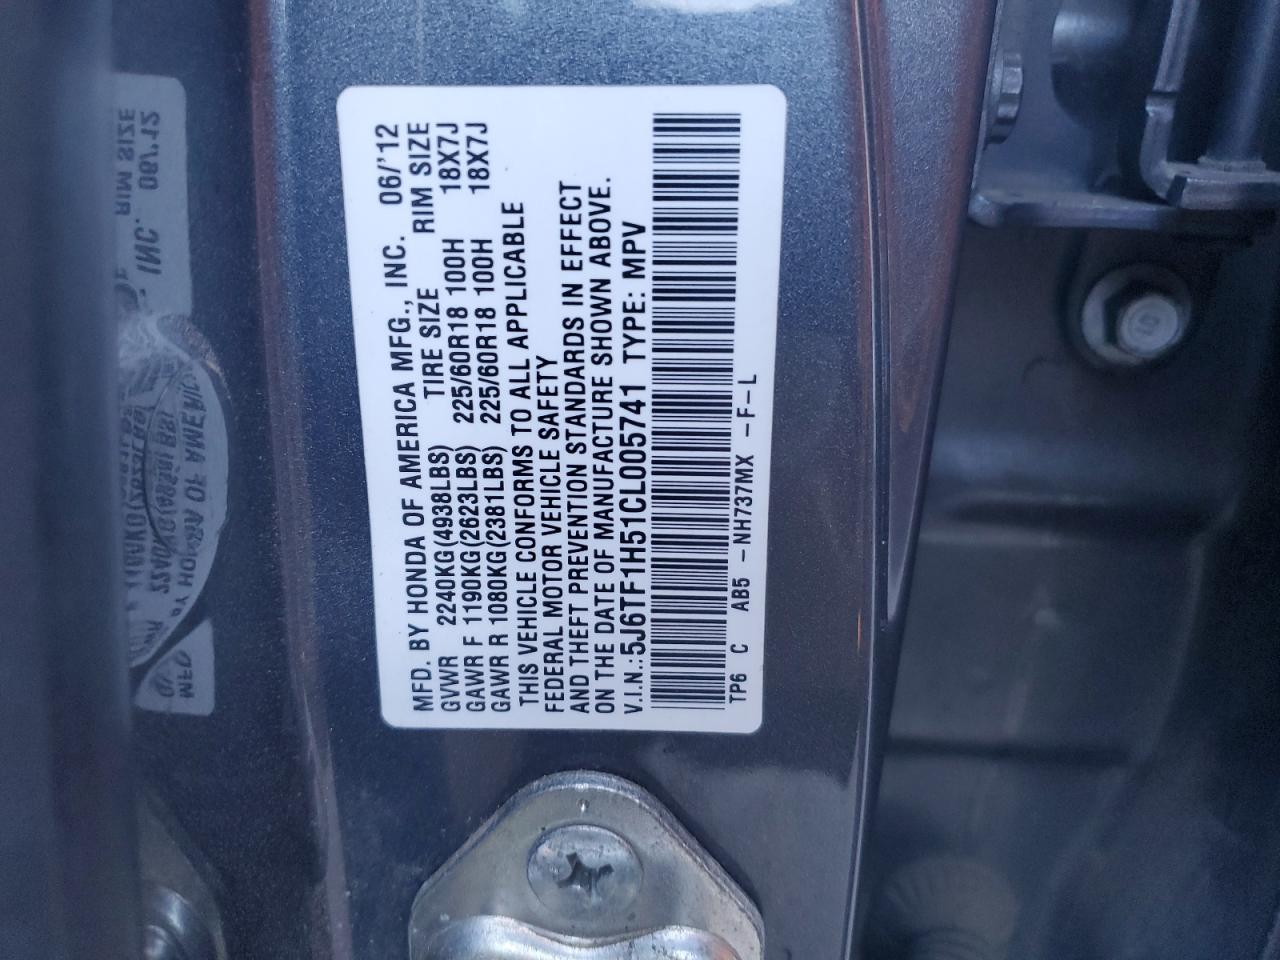 MFD. BY HONDA OF AMERICA MFG., INC. 06/'12
GVWR 2240KG(4938LBS) TIRE SIZE RIM SIZE
GAWR F 1190KG(2623LBS) 225/60R18 100H 18X7J
GAWR R 1080KG(2381LBS) 225/60R18 100H 18X7J
THIS VEHICLE CONFORMS TO ALL APPLICABLE
FEDERAL MOTOR VEHICLE SAFETY
AND THEFT PREVENTION STANDARDS IN EFFECT
ON THE DATE OF MANUFACTURE SHOWN ABOVE.
V.I.N.:5J6TF1H51CL005741 TYPE: MPV
TP6 C AB5 -NH737MX -F-L